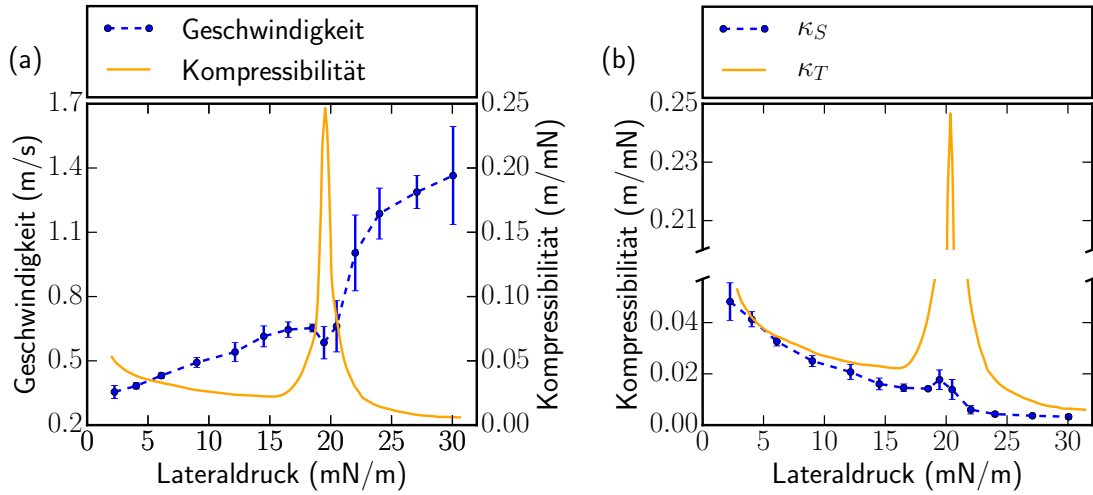 (a)
Geschwindigkeit
Kompressibilität
1.7
1.4
1.1
0.8
0.5
0.2
Geschwindigkeit (m/s)
0.25
0.20
0.15
0.10
0.05
0.00
Kompressibilität (m/mN)
0 5 10 15 20 25 30
Lateraldruck (mN/m)
(b)
κ_S
κ_T
0.25
0.23
0.21
0.04
0.02
0.00
Kompressibilität (m/mN)
0 5 10 15 20 25 30
Lateraldruck (mN/m)